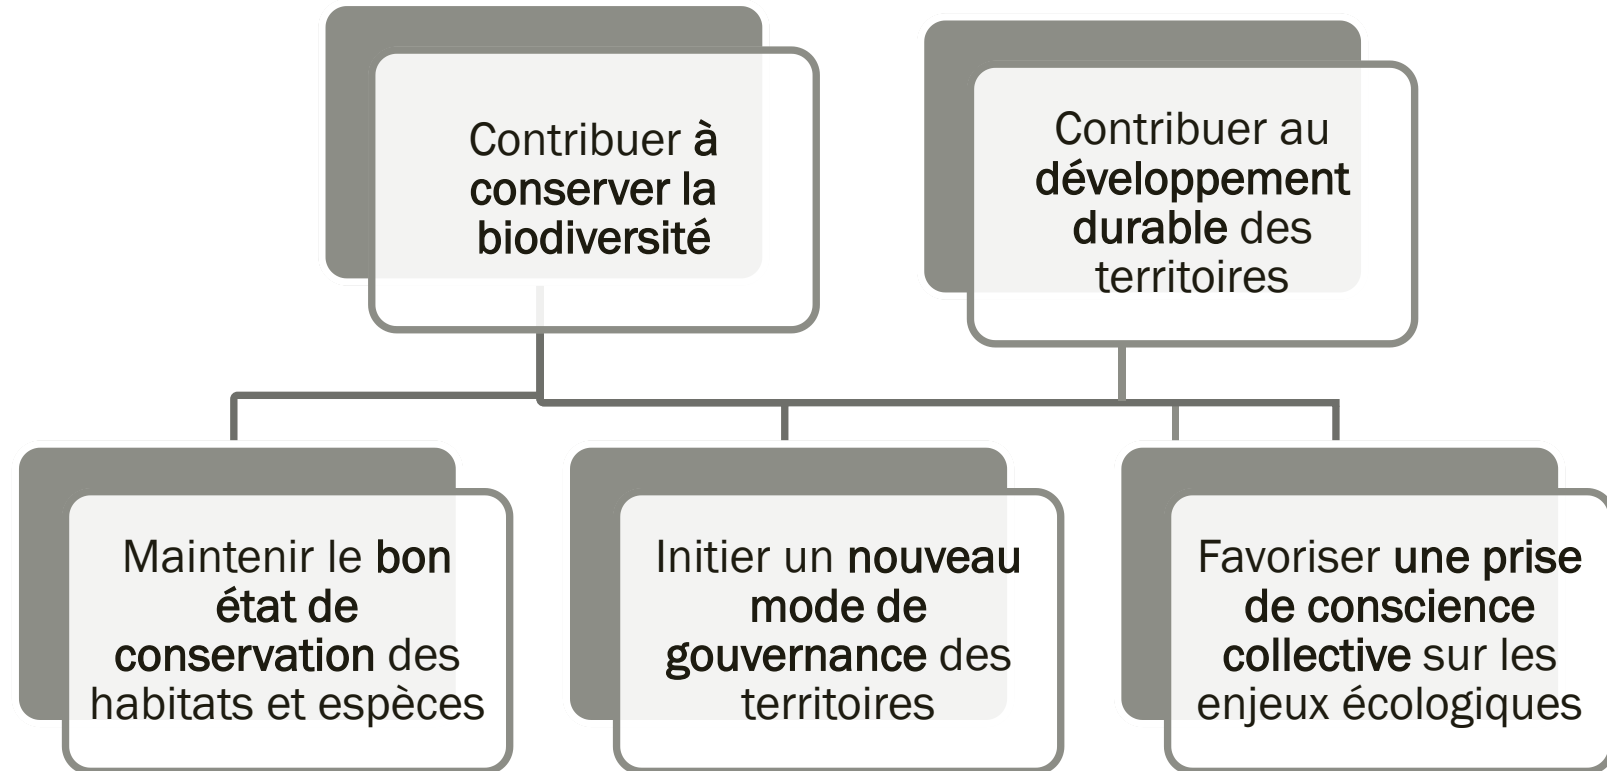 Contribuer à
conserver la
biodiversité
Contribuer au
développement
durable des
territoires
Maintenir le bon
état de
conservation des
habitats et espèces
Initier un nouveau
mode de
gouvernance des
territoires
Favoriser une prise
de conscience
collective sur les
enjeux écologiques